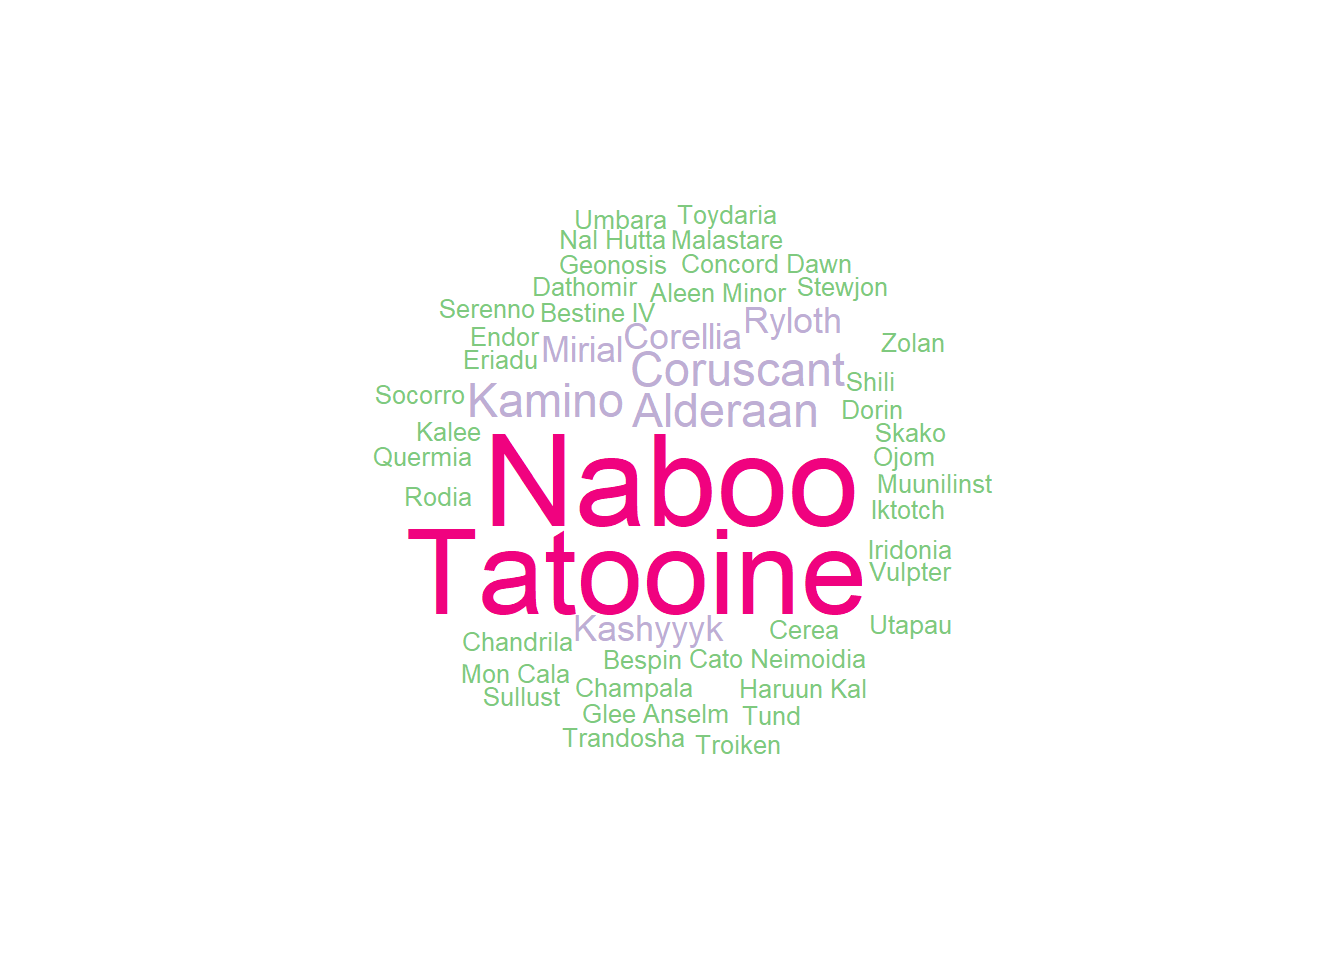 Umbara Toydaria
Nal Hutta Malastare
Geonosis Concord Dawn
Dathomir Aleen Minor Stewjon
Serenno Bestine IV Ryloth
Endor Mirial Corellia Zolan
Eriadu Coruscant Shili
Socorro Kamino Alderaan Dorin
Kalee Skako
Quermia Ojom
Naboo Muunilinst
Rodia Iktotch
Tatooine Iridonia
Vulpter
Kashyyyk Cerea Utapau
Chandrila
Bespin Cato Neimoidia
Mon Cala
Sullust Champala Haruun Kal
Glee Anselm Tund
Trandosha Troiken